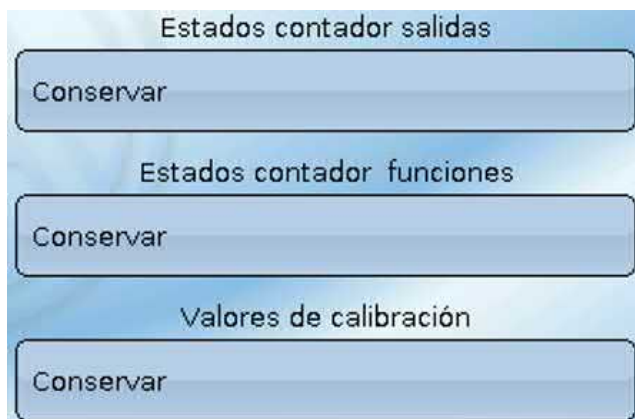 Estados contador salidas
Conservar
Estados contador funciones
Conservar
Valores de calibración
Conservar